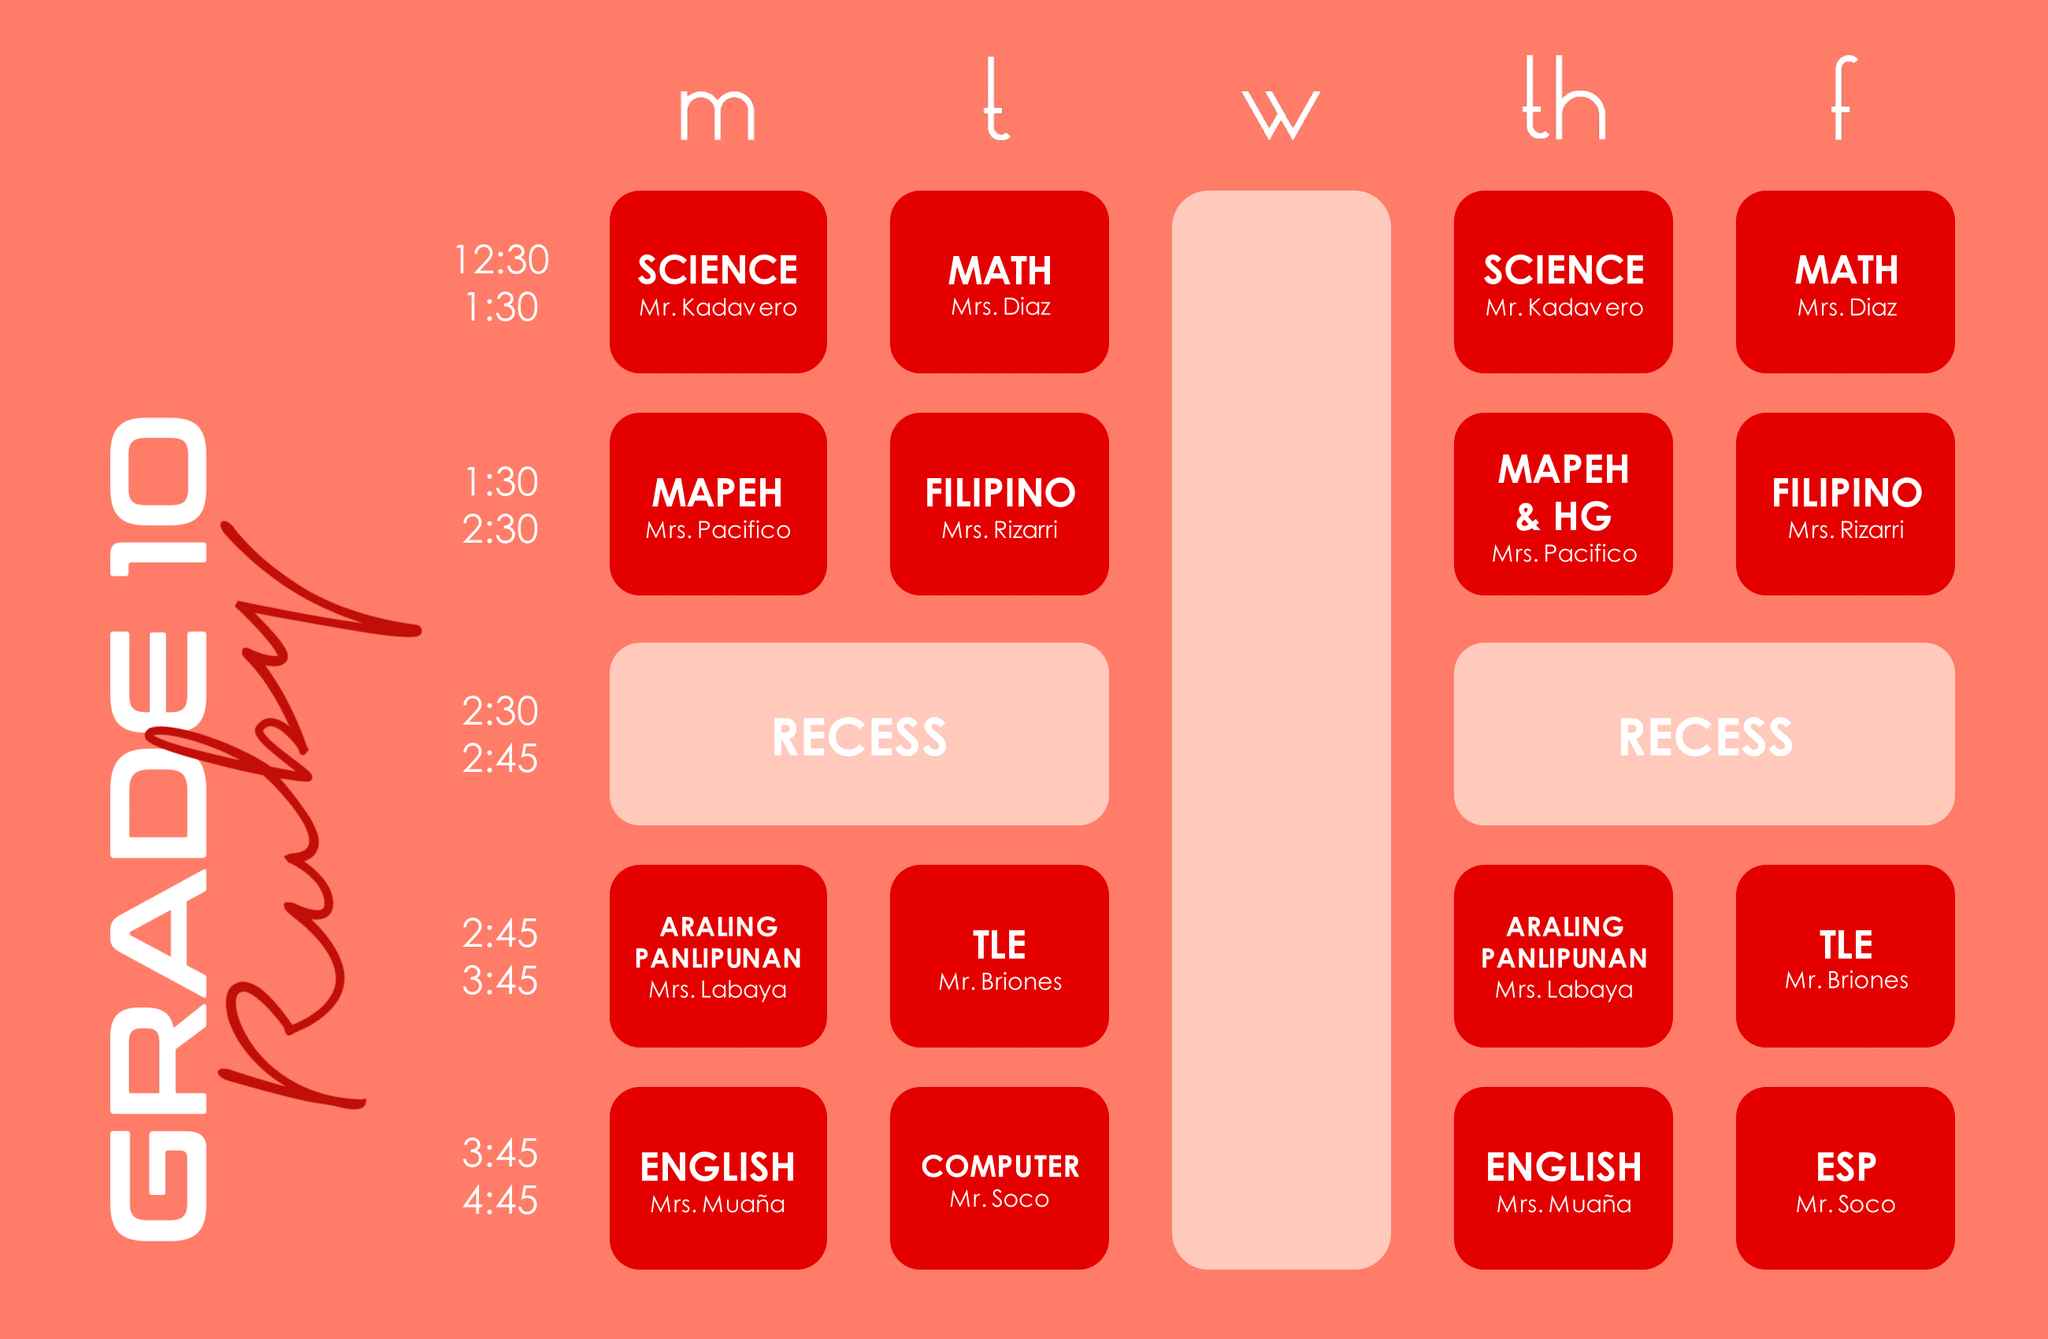 GRADE 10
Ruby
m t w th f
12:30
1:30
SCIENCE
Mr. Kadavero
MATH
Mrs. Diaz
SCIENCE
Mr. Kadavero
MATH
Mrs. Diaz
1:30
2:30
MAPEH
Mrs. Pacifico
FILIPINO
Mrs. Rizarri
MAPEH
& HG
Mrs. Pacifico
FILIPINO
Mrs. Rizarri
2:30
2:45
RECESS
RECESS
2:45
3:45
ARALING
PANLIPUNAN
Mrs. Labaya
TLE
Mr. Briones
ARALING
PANLIPUNAN
Mrs. Labaya
TLE
Mr. Briones
3:45
4:45
ENGLISH
Mrs. Muaña
COMPUTER
Mr. Soco
ENGLISH
Mrs. Muaña
ESP
Mr. Soco